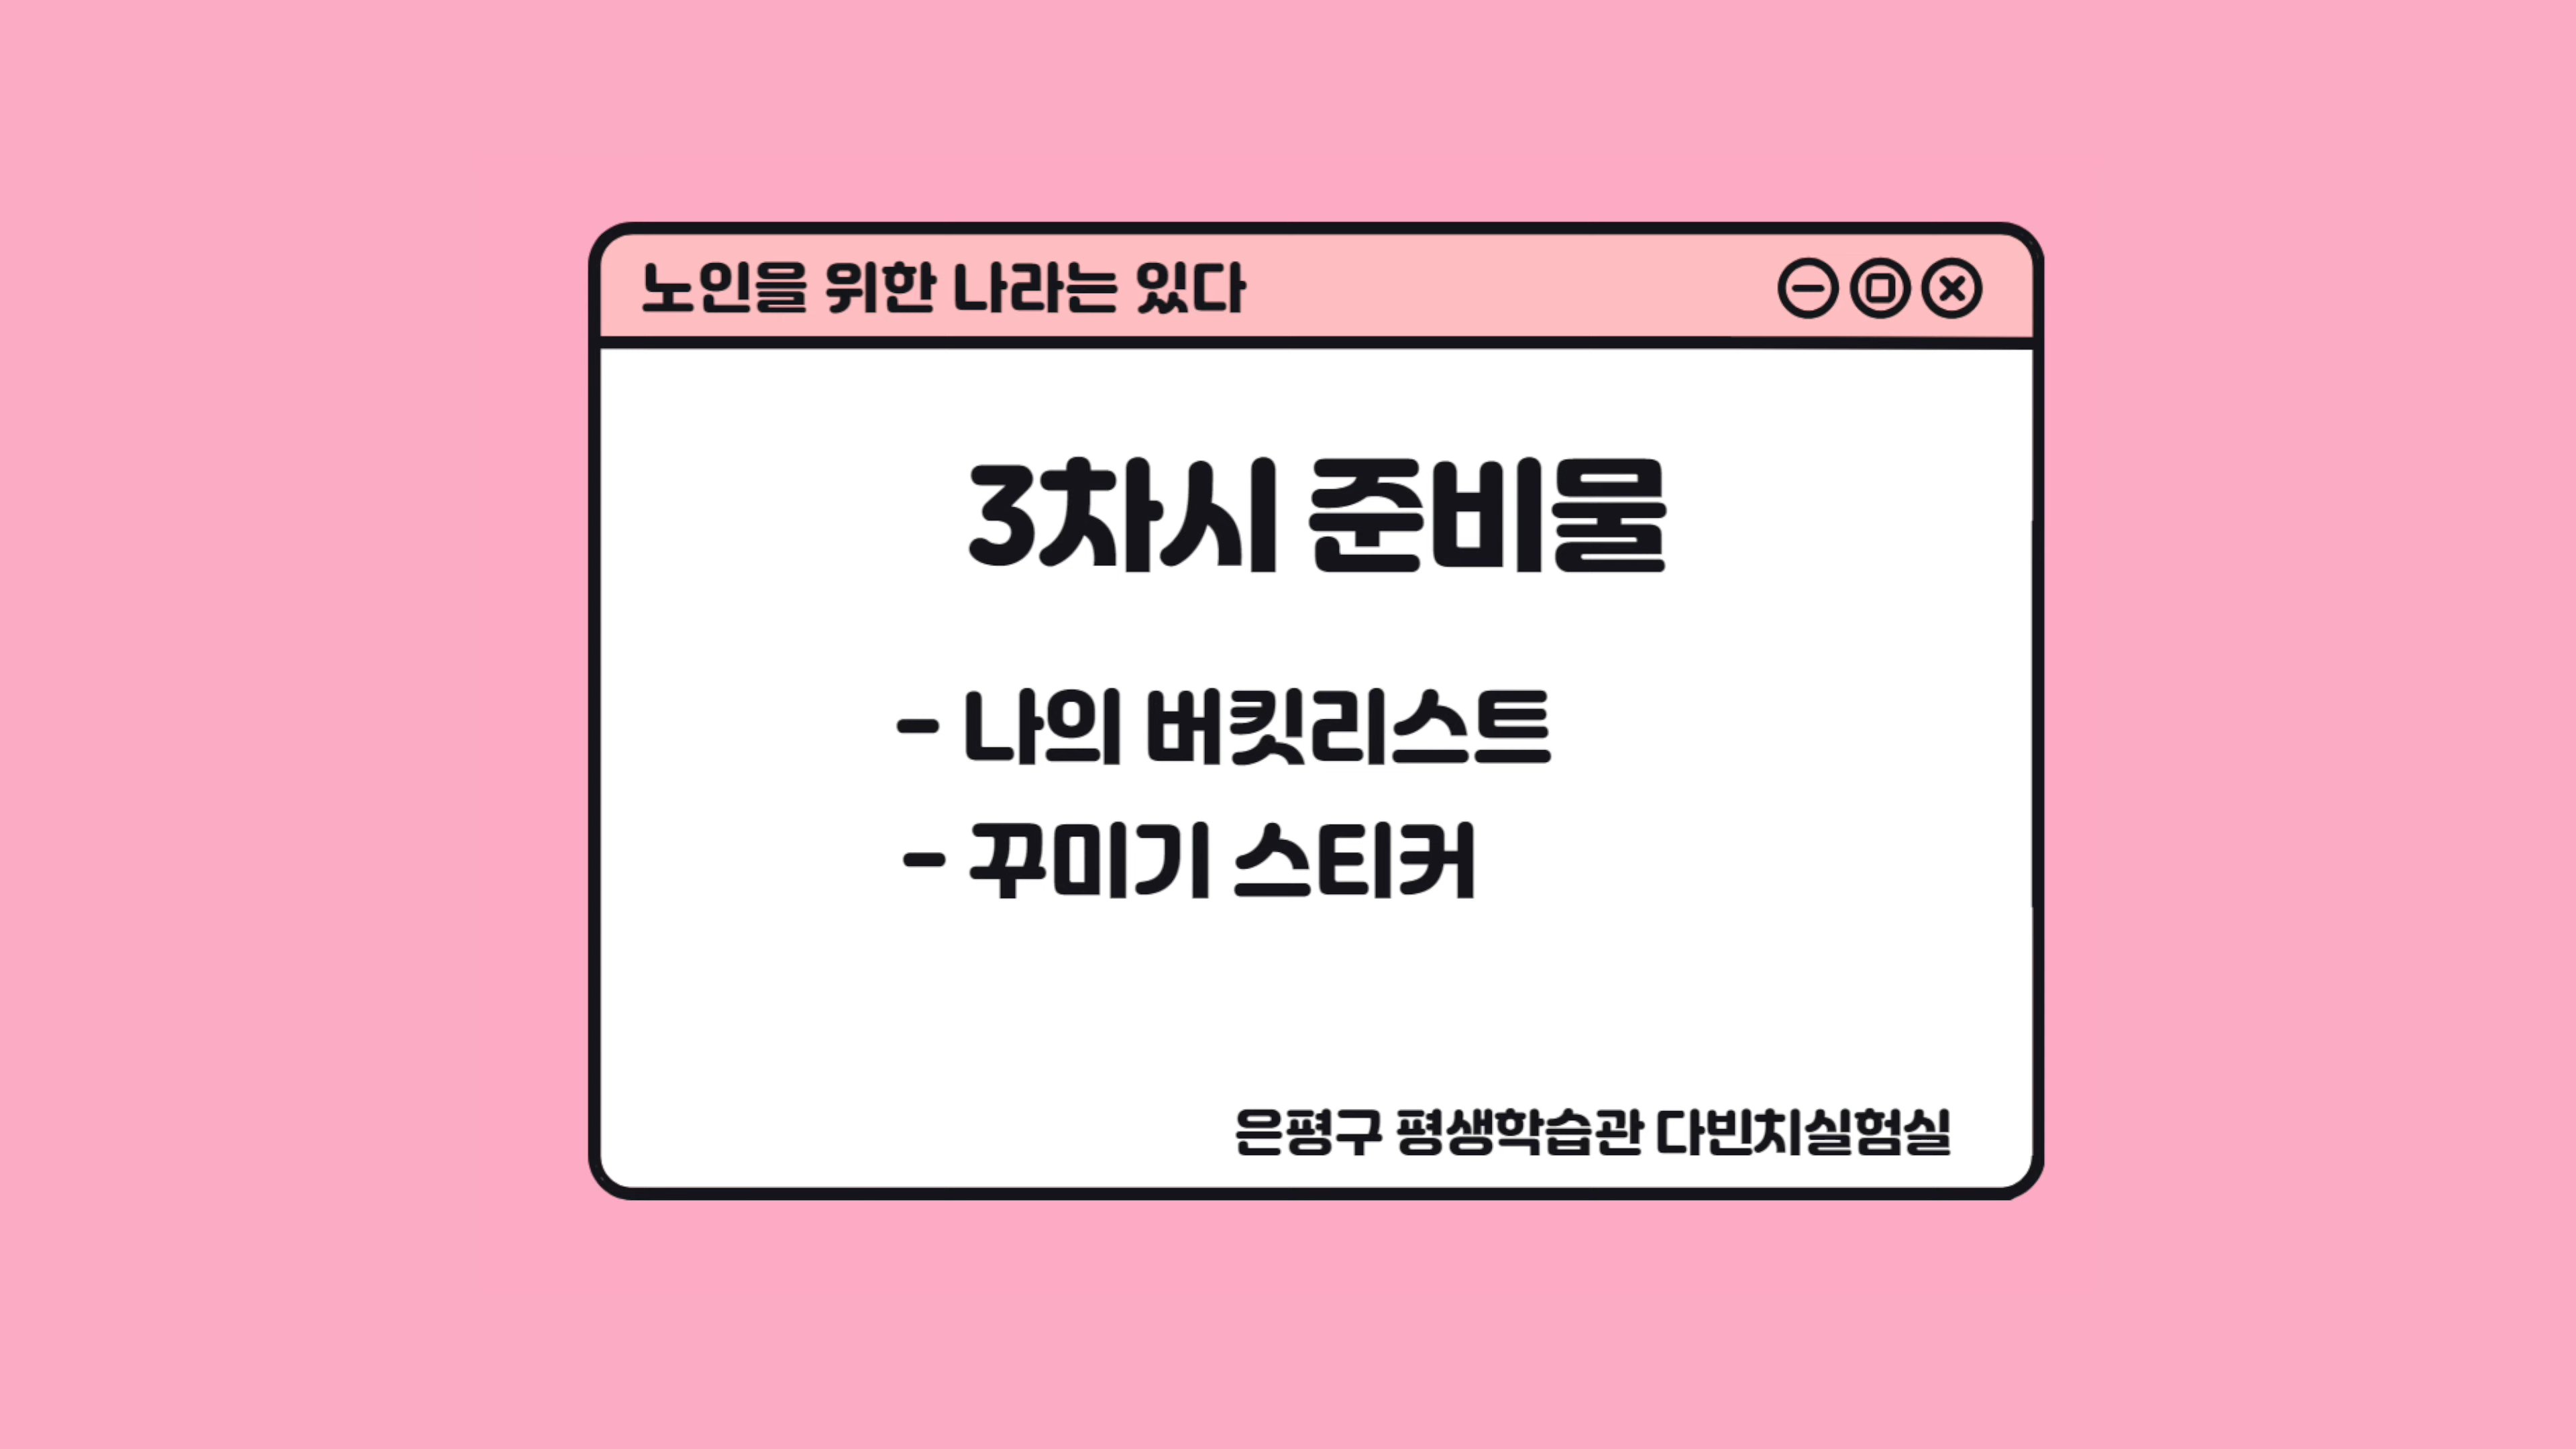 노인을 위한 나라는 있다
3차시 준비물
- 나의 버킷리스트
- 꾸미기 스티커
은평구 평생학습관 다빈치실험실